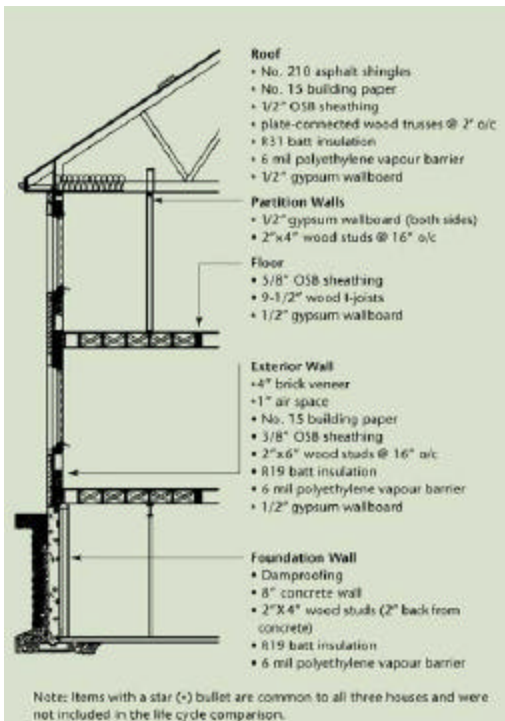 Roof
* No. 210 asphalt shingles
* No. 15 building paper
* 1/2" OSB sheathing
* plate-connected wood trusses @ 2' o/c
* R31 batt insulation
* 6 mil polyethylene vapour barrier
* 1/2" gypsum wallboard
Partition Walls
* 1/2" gypsum wallboard (both sides)
• 2"x4" wood studs @ 16" o/c
Floor
• 5/8" OSB sheathing
• 9-1/2" wood I-joists
* 1/2" gypsum wallboard
Exterior Wall
*4" brick veneer
*1" air space
• No. 15 building paper
• 3/8" OSB sheathing
• 2"x6" wood studs @ 16" o/c
• R19 batt insulation
• 6 mil polyethylene vapour barrier
* 1/2" gypsum wallboard
Foundation Wall
• Damproofing
• 8" concrete wall
• 2"X4" wood studs (2" back from
concrete)
• R19 batt insulation
• 6 mil polyethylene vapour barrier
Note: Items with a star (*) bullet are common to all three houses and were
not included in the life cycle comparison.